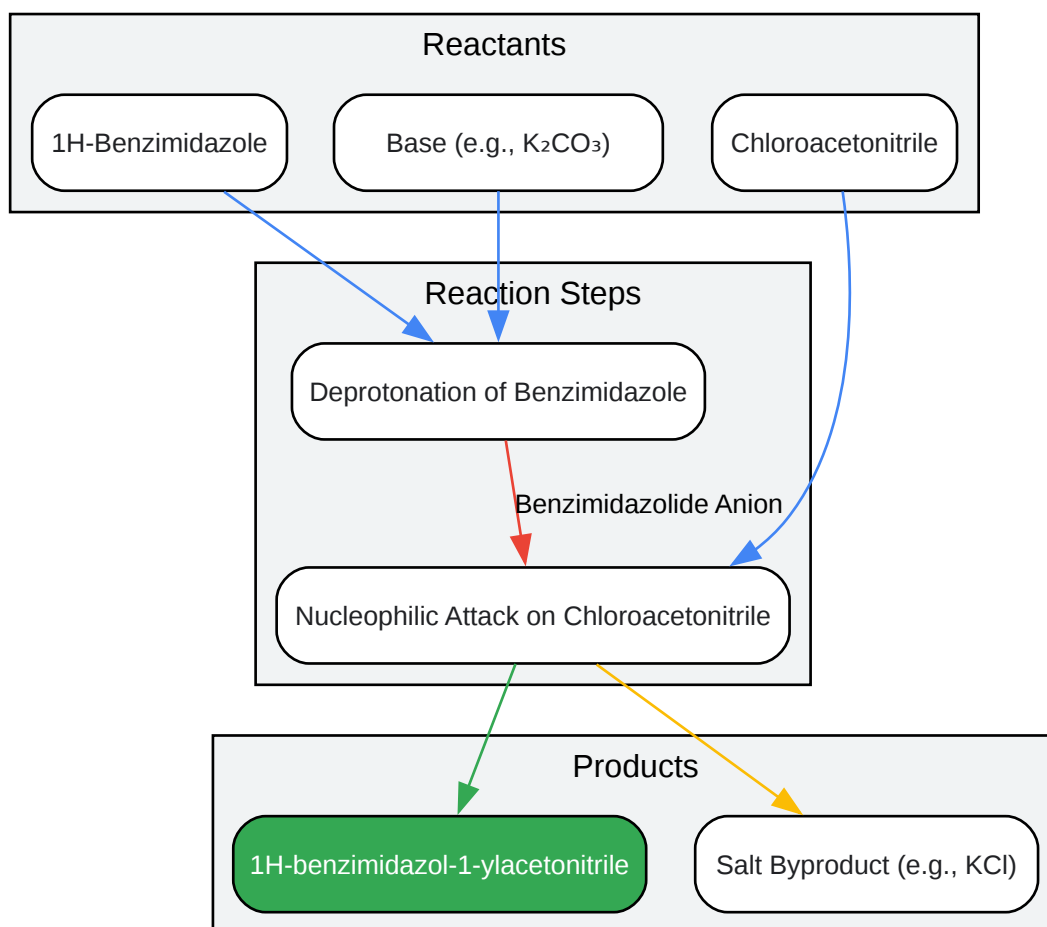 Reactants
1H-Benzimidazole
Base (e.g., K₂CO₃)
Chloroacetonitrile
Reaction Steps
Deprotonation of Benzimidazole
Benzimidazolide Anion
Nucleophilic Attack on Chloroacetonitrile
Products
1H-benzimidazol-1-ylacetonitrile
Salt Byproduct (e.g., KCl)